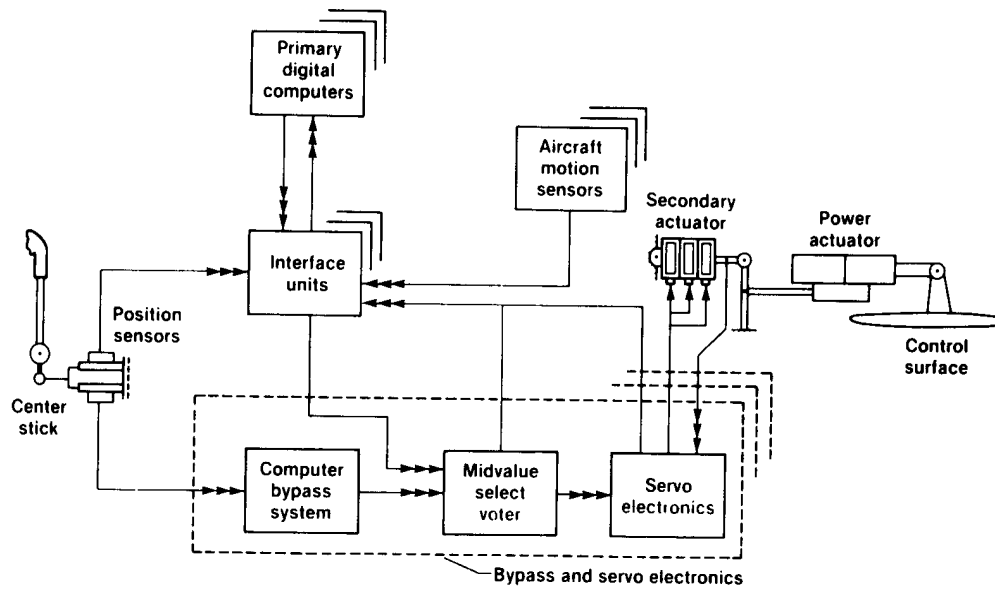 Primary
digital
computers
Aircraft
motion
sensors
Secondary
actuator
Power
actuator
Interface
units
Position
sensors
Control
surface
Center
stick
Computer
bypass
system
Midvalue
select
voter
Servo
electronics
Bypass and servo electronics